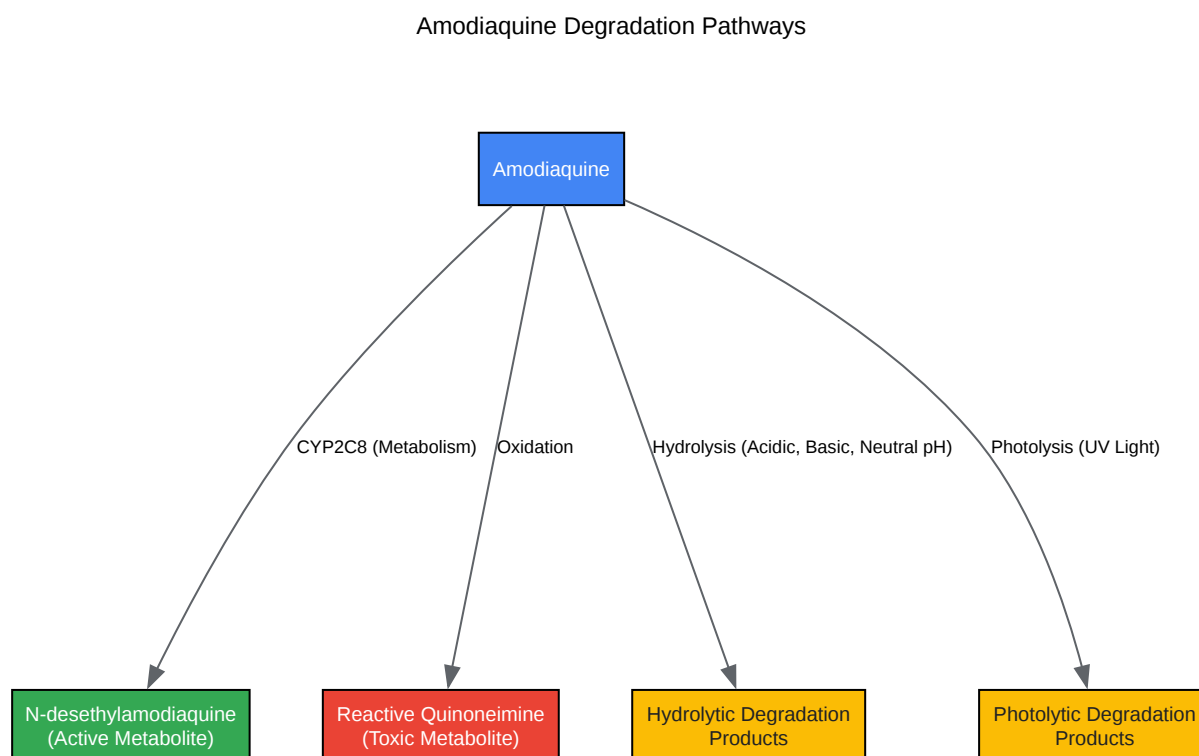 Amodiaquine Degradation Pathways
Amodiaquine
CYP2C8 (Metabolism)
Oxidation
Hydrolysis (Acidic, Basic, Neutral pH)
Photolysis (UV Light)
N-desethylamodiaquine
(Active Metabolite)
Reactive Quinoneimine
(Toxic Metabolite)
Hydrolytic Degradation
Products
Photolytic Degradation
Products